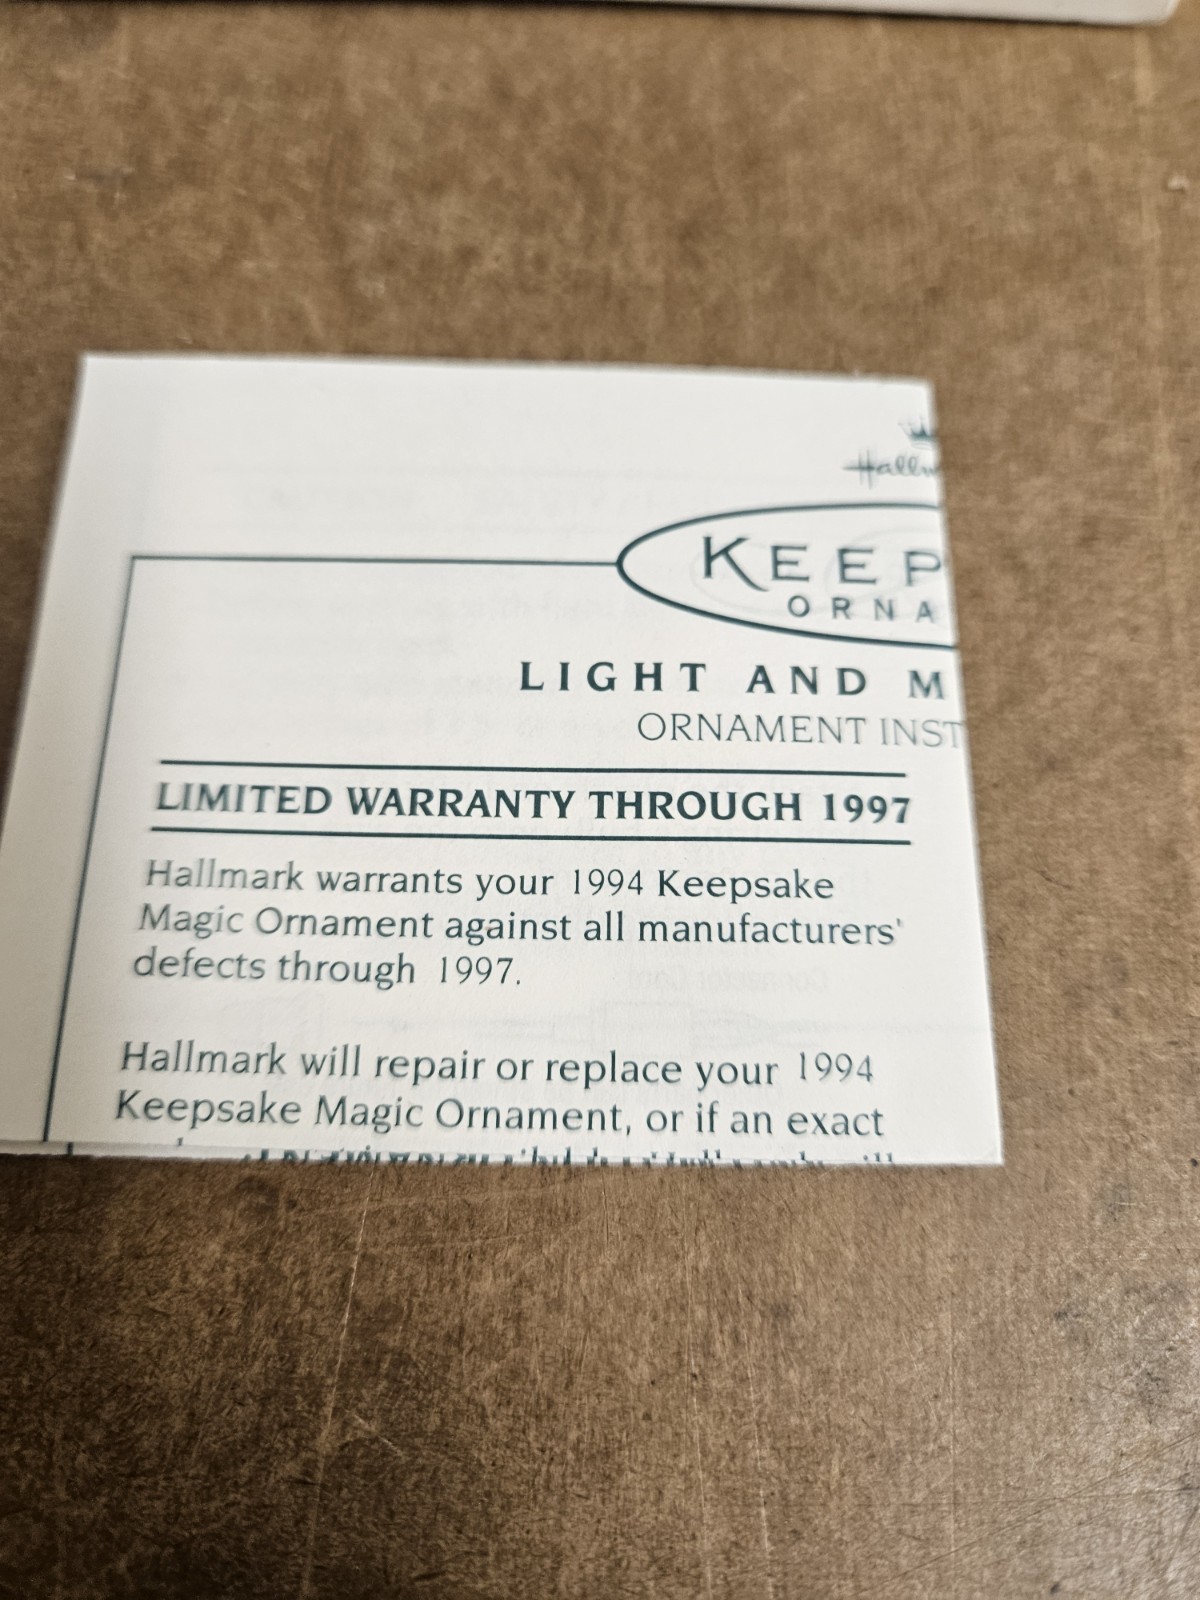 Hallm
KEEP
ORNA
LIGHT AND M
ORNAMENT INST
LIMITED WARRANTY THROUGH 1997
Hallmark warrants your 1994 Keepsake
Magic Ornament against all manufacturers'
defects through 1997.
Hallmark will repair or replace your 1994
Keepsake Magic Ornament, or if an exact